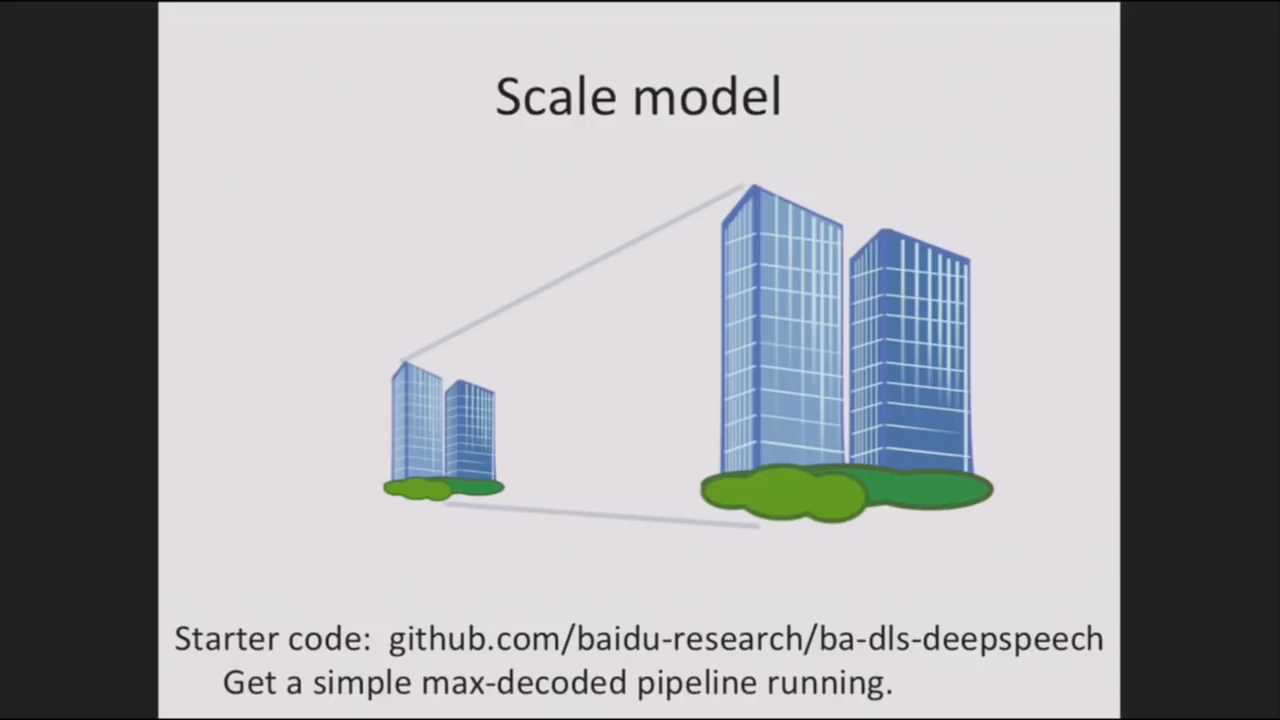 Scale model
Starter code: github.com/baidu-research/ba-dls-deepspeech
Get a simple max-decoded pipeline running.